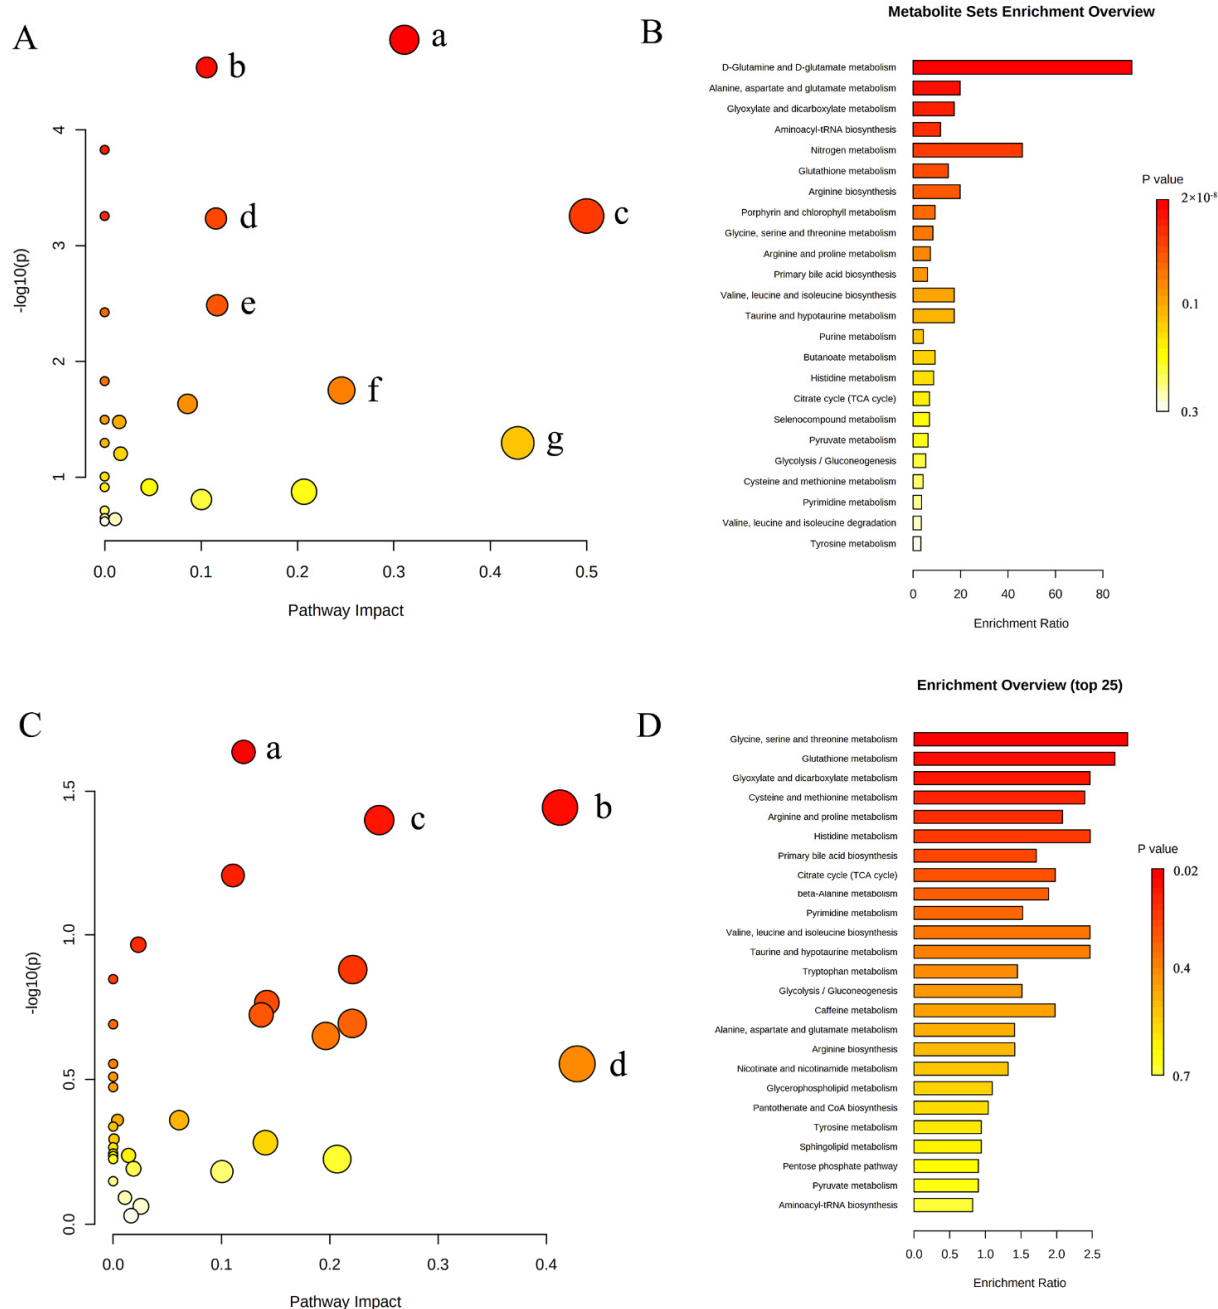 A
a
b
4
3
2
1
-log10(p)
d
c
e
f
g
0.0 0.1 0.2 0.3 0.4 0.5
Pathway Impact
B
Metabolite Sets Enrichment Overview
D-Glutamine and D-glutamate metabolism
Alanine, aspartate and glutamate metabolism
Glyoxylate and dicarboxylate metabolism
Aminoacyl-tRNA biosynthesis
Nitrogen metabolism
Glutathione metabolism
Arginine biosynthesis
Porphyrin and chlorophyll metabolism
Glycine, serine and threonine metabolism
Arginine and proline metabolism
Primary bile acid biosynthesis
Valine, leucine and isoleucine biosynthesis
Taurine and hypotaurine metabolism
Purine metabolism
Butanoate metabolism
Histidine metabolism
Citrate cycle (TCA cycle)
Selenocompound metabolism
Pyruvate metabolism
Glycolysis / Gluconeogenesis
Cysteine and methionine metabolism
Pyrimidine metabolism
Valine, leucine and isoleucine degradation
Tyrosine metabolism
0 20 40 60 80
Enrichment Ratio
P value
2×10⁻⁸
0.1
0.3
C
a
b
c
d
1.5
1.0
0.5
0.0
-log10(p)
0.0 0.1 0.2 0.3 0.4
Pathway Impact
D
Enrichment Overview (top 25)
Glycine, serine and threonine metabolism
Glutathione metabolism
Glyoxylate and dicarboxylate metabolism
Cysteine and methionine metabolism
Arginine and proline metabolism
Histidine metabolism
Primary bile acid biosynthesis
Citrate cycle (TCA cycle)
beta-Alanine metabolism
Pyrimidine metabolism
Valine, leucine and isoleucine biosynthesis
Taurine and hypotaurine metabolism
Tryptophan metabolism
Glycolysis / Gluconeogenesis
Caffeine metabolism
Alanine, aspartate and glutamate metabolism
Arginine biosynthesis
Nicotinate and nicotinamide metabolism
Glycerophospholipid metabolism
Pantothenate and CoA biosynthesis
Tyrosine metabolism
Sphingolipid metabolism
Pentose phosphate pathway
Pyruvate metabolism
Aminoacyl-tRNA biosynthesis
0.0 0.5 1.0 1.5 2.0 2.5
Enrichment Ratio
P value
0.02
0.4
0.7